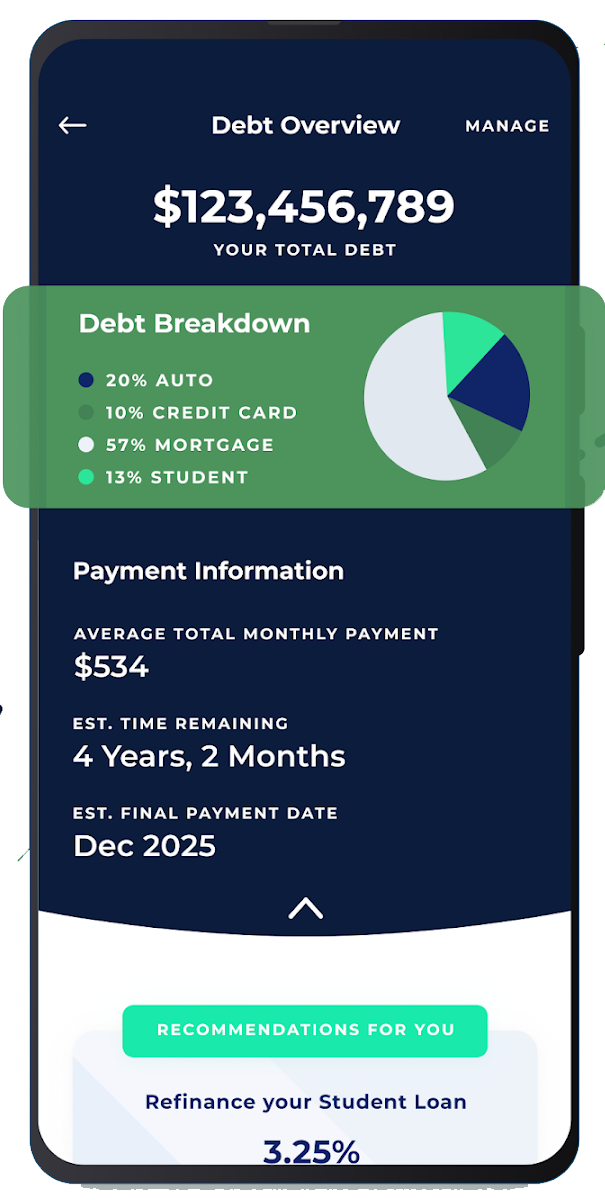 Debt Overview
MANAGE
$123,456,789
YOUR TOTAL DEBT
Debt Breakdown
20% AUTO
10% CREDIT CARD
57% MORTGAGE
13% STUDENT
Payment Information
AVERAGE TOTAL MONTHLY PAYMENT
$534
EST. TIME REMAINING
4 Years, 2 Months
EST. FINAL PAYMENT DATE
Dec 2025
RECOMMENDATIONS FOR YOU
Refinance your Student Loan
3.25%